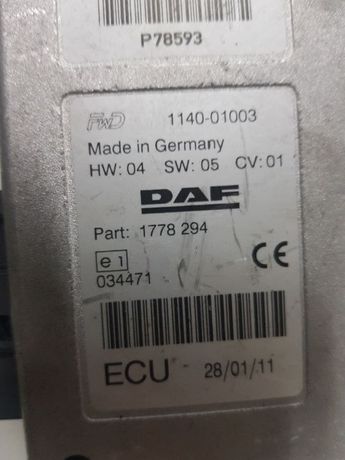 P78593
FWD 1140-01003
Made in Germany
HW: 04 SW: 05 CV: 01
DAF
Part: 1778 294
e1
034471
CE
ECU 28/01/11